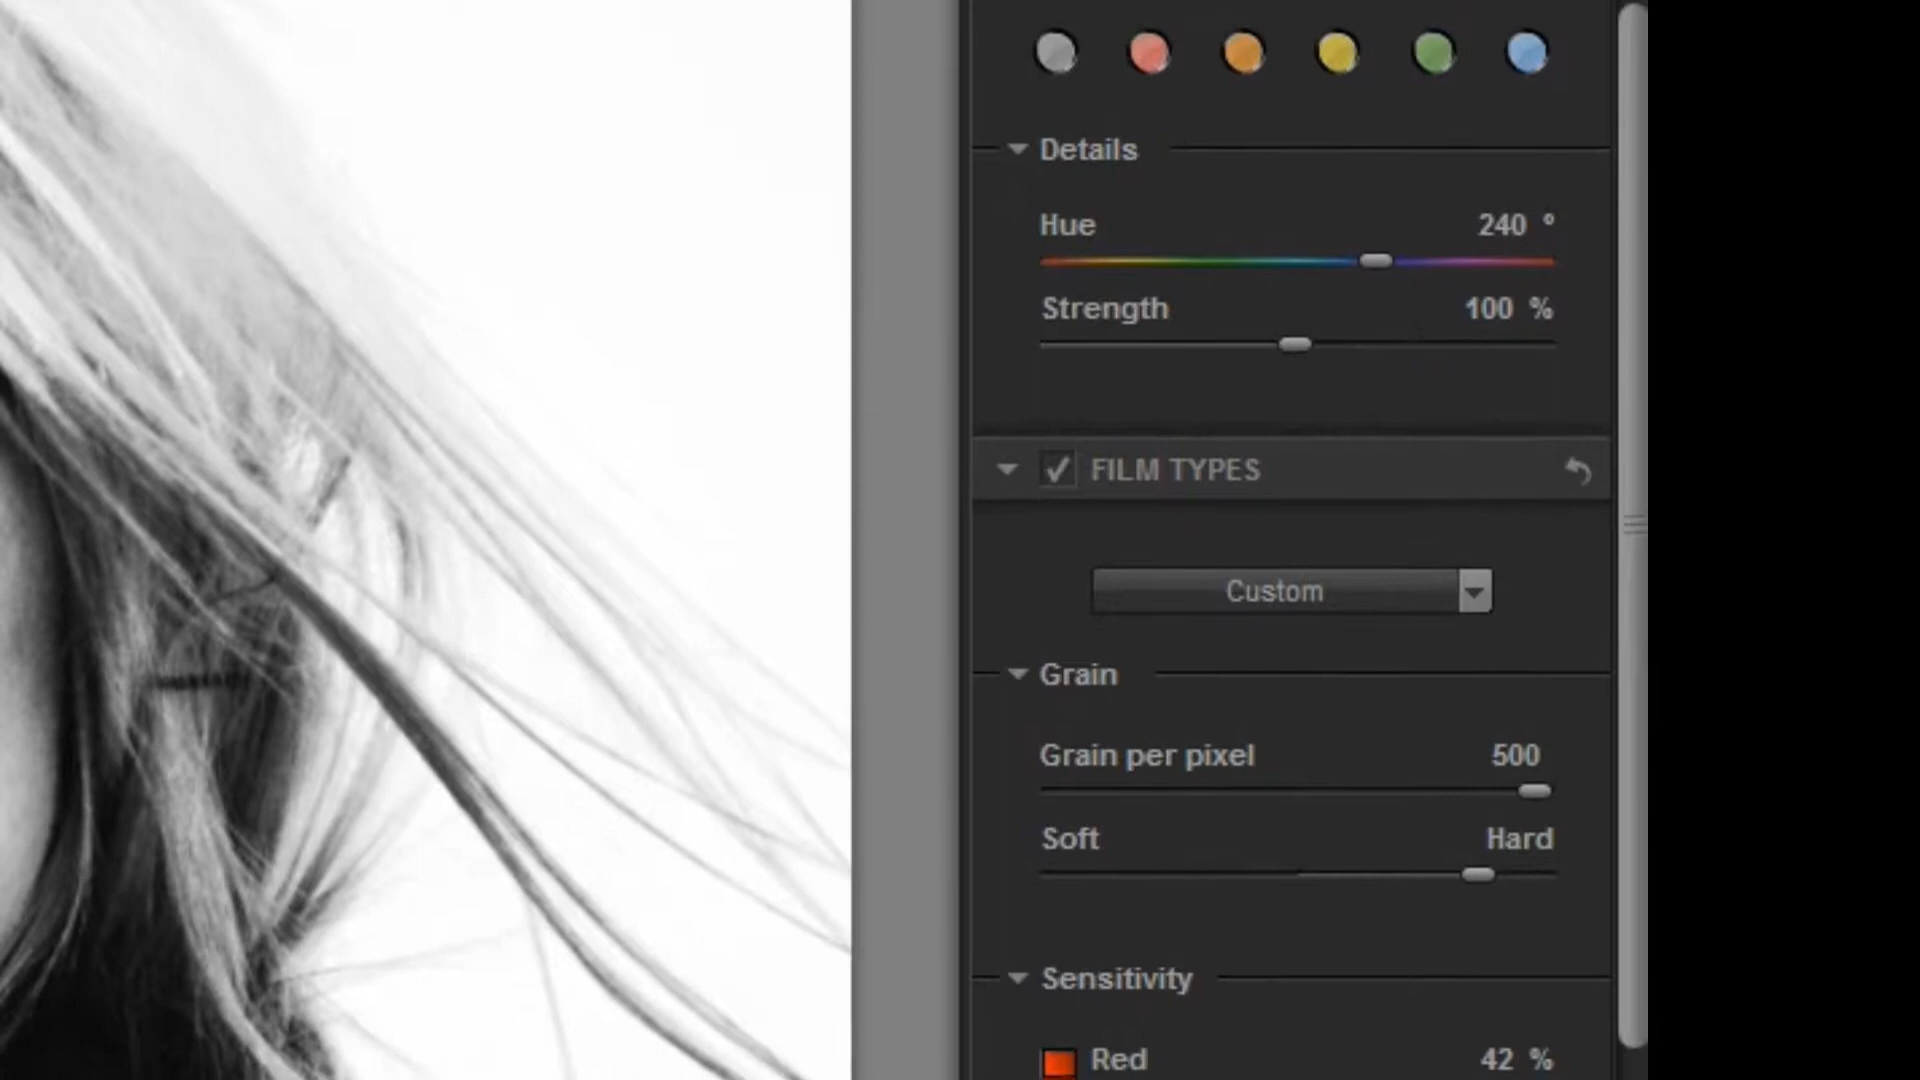 Details
Hue 240 °
Strength 100 %
FILM TYPES
Custom
Grain
Grain per pixel 500
Soft Hard
Sensitivity
Red 42 %